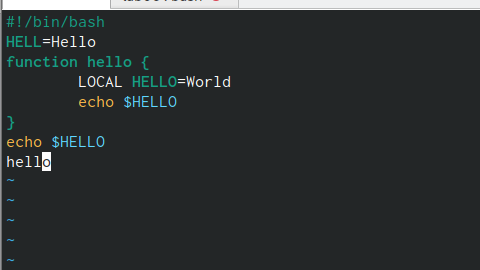 #!/bin/bash
HELL=Hello
function hello {
LOCAL HELLO=World
echo $HELLO
}
echo $HELLO
hello
~
~
~
~
~